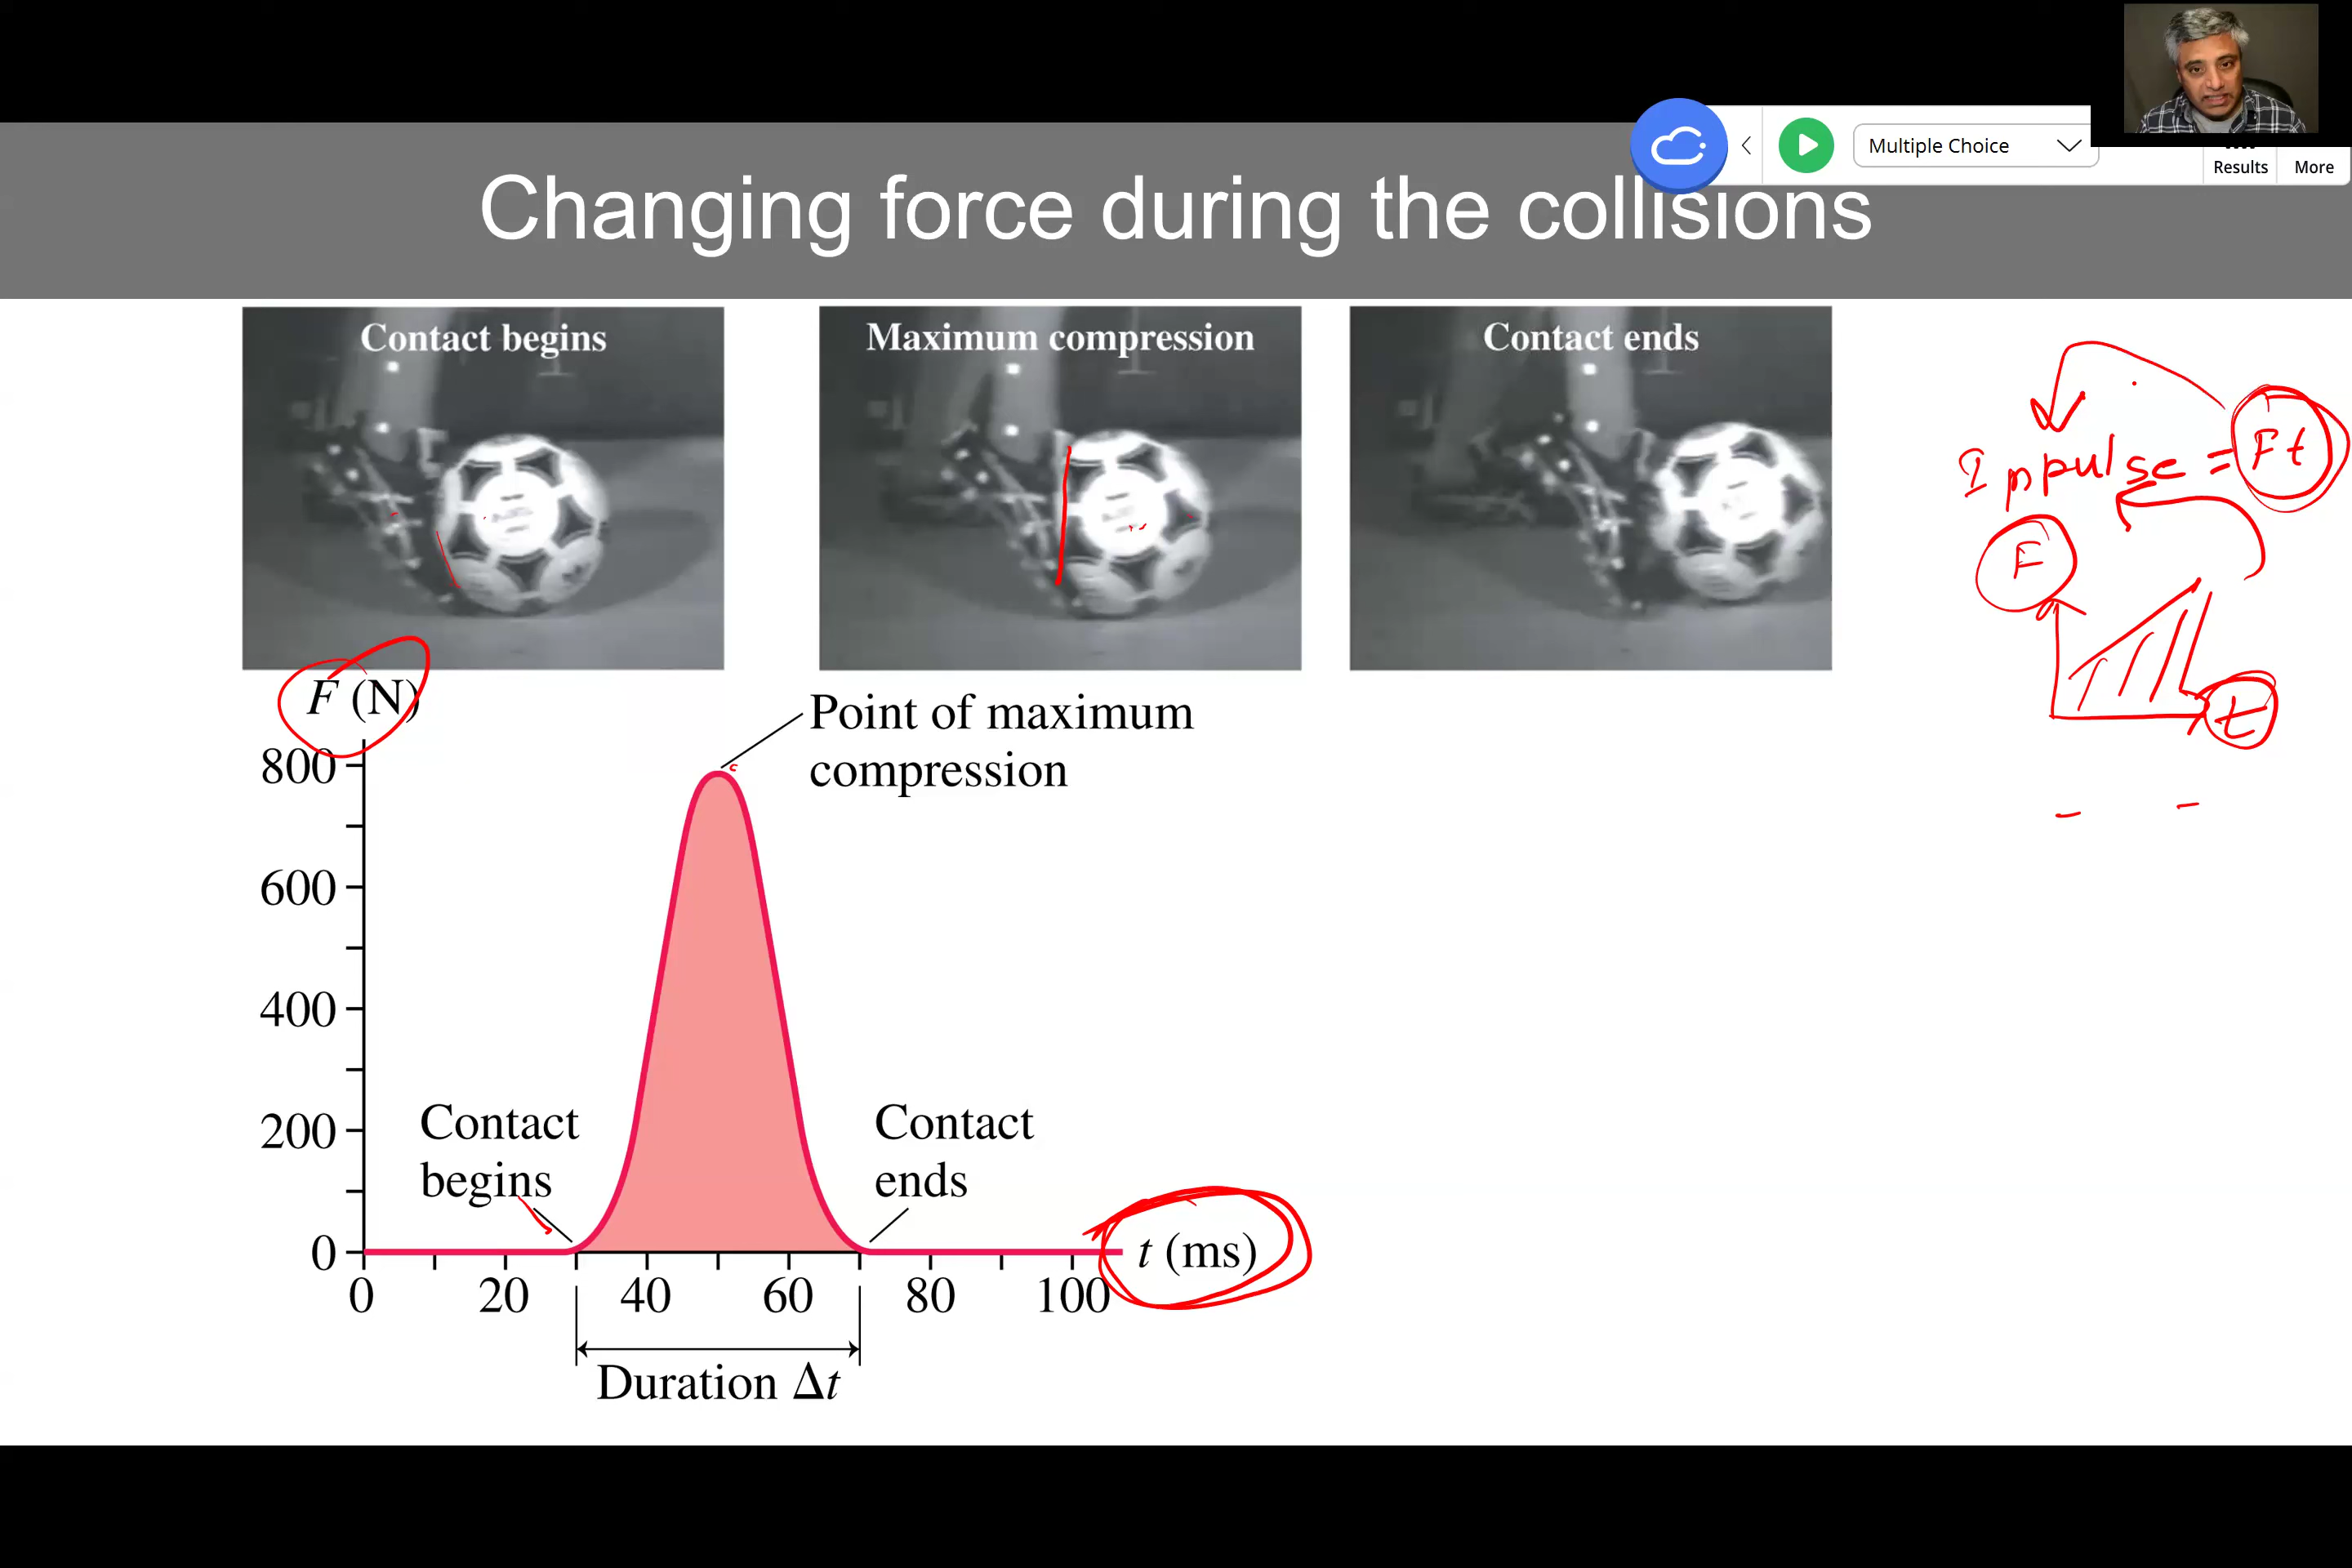 Multiple Choice
Results
More
Changing force during the collisions
Contact begins
Maximum compression
Contact ends
Impulse = Ft
F
t
F (N)
800
600
400
200
0
Point of maximum
compression
Contact
begins
Contact
ends
t (ms)
0 20 40 60 80 100
Duration Δt